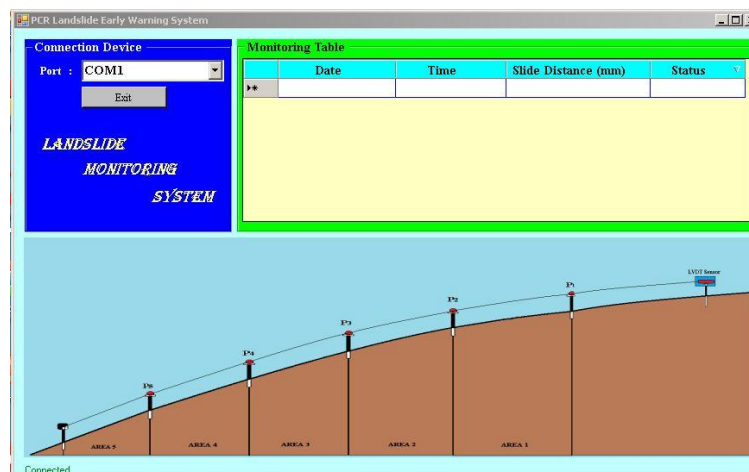 PCR Landslide Early Warning System
Connection Device
Port : COM1
Exit
LANDSLIDE
MONITORING
SYSTEM
Monitoring Table
Date Time Slide Distance (mm) Status
LVDT Sensor
P1
P2
P3
P4
P5
AREA 5 AREA 4 AREA 3 AREA 2 AREA 1
Connected